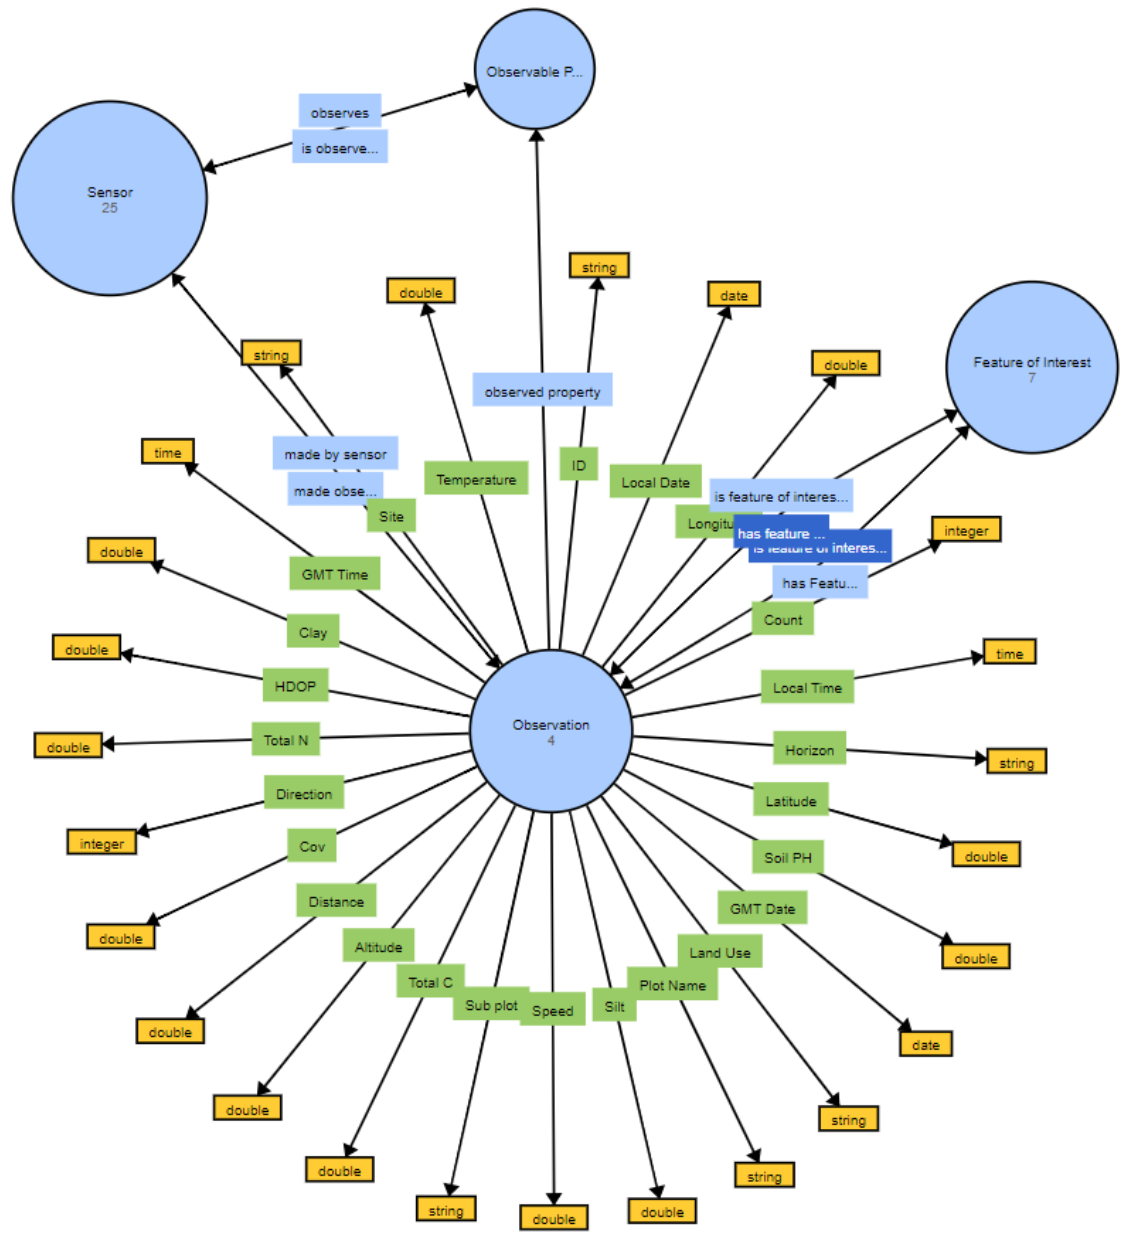 Observable P...
observes
is observe...
Sensor
25
string
double
date
double
string
Feature of Interest
7
observed property
time
made by sensor
made obse...
ID
Temperature
Local Date
Site
is feature of interes...
Longitu
has feature ...
is feature of interes...
integer
double
GMT Time
has Featu...
Clay
Count
double
time
HDOP
Local Time
Observation
4
double
Total N
Horizon
string
Direction
Latitude
integer
Cov
Soil PH
double
double
Distance
GMT Date
Altitude
Land Use
double
Total C
Plot Name
Sub plot
Speed
Silt
double
date
double
string
double
string
string
double
double